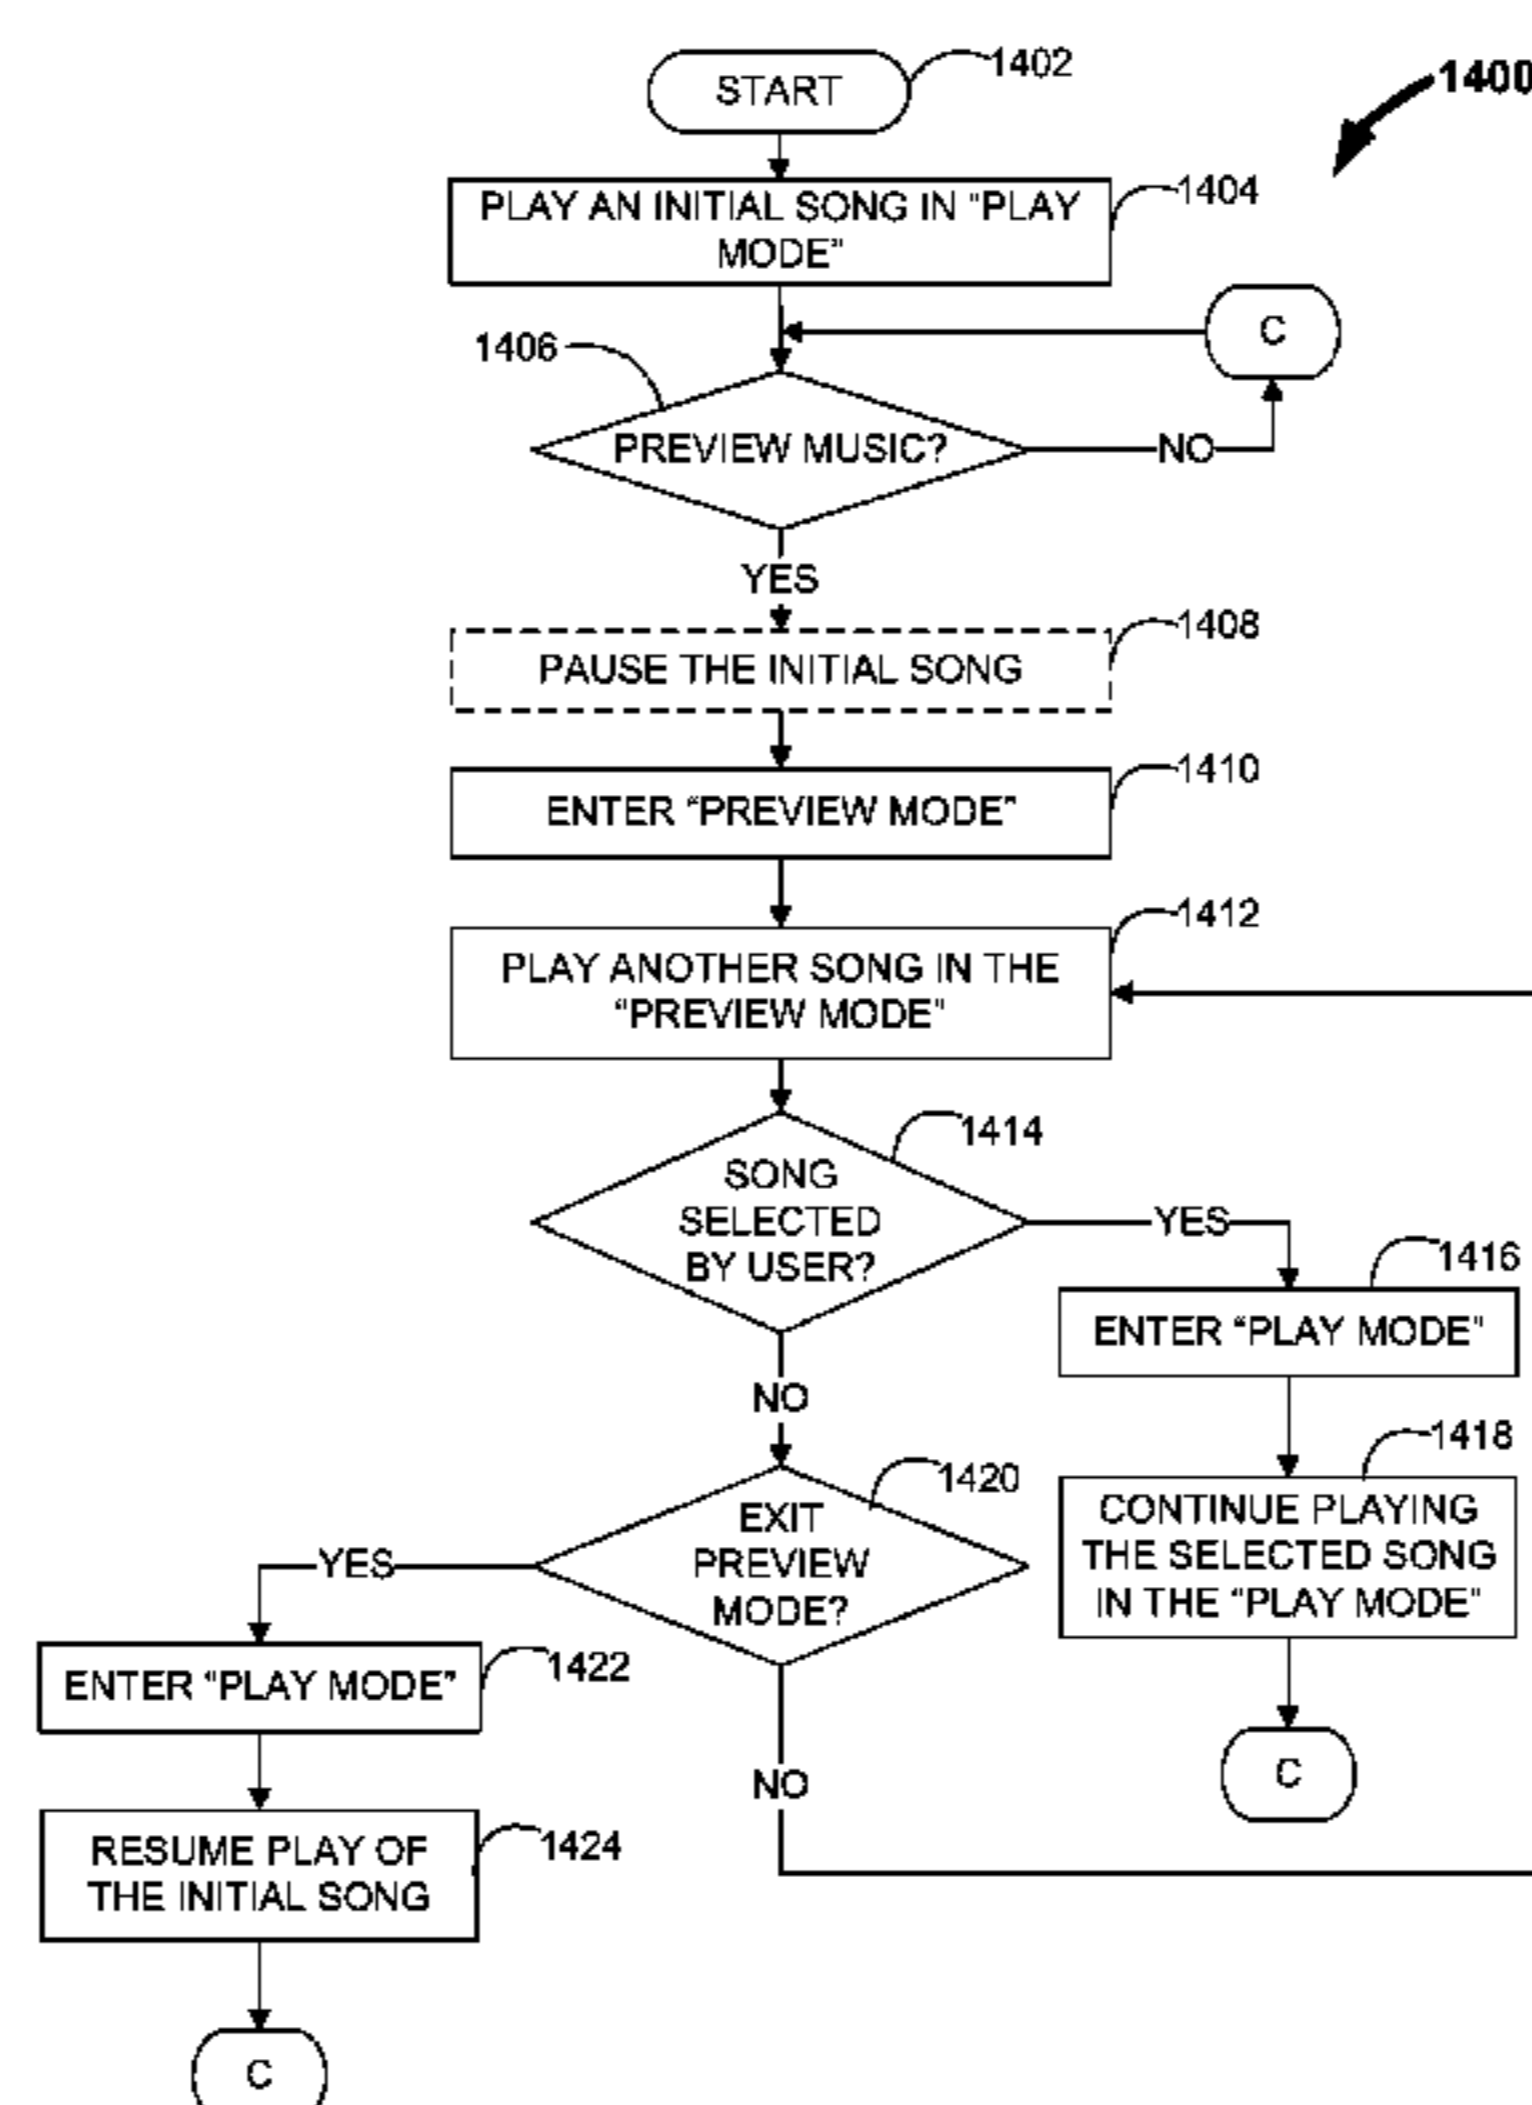 START
1402
1400
PLAY AN INITIAL SONG IN "PLAY
MODE"
1404
C
1406
PREVIEW MUSIC?
NO
YES
PAUSE THE INITIAL SONG
1408
ENTER "PREVIEW MODE"
1410
PLAY ANOTHER SONG IN THE
"PREVIEW MODE"
1412
SONG
SELECTED
BY USER?
1414
YES
ENTER "PLAY MODE"
1416
NO
CONTINUE PLAYING
THE SELECTED SONG
IN THE "PLAY MODE"
1418
C
EXIT
PREVIEW
MODE?
1420
YES
ENTER "PLAY MODE"
1422
NO
RESUME PLAY OF
THE INITIAL SONG
1424
C